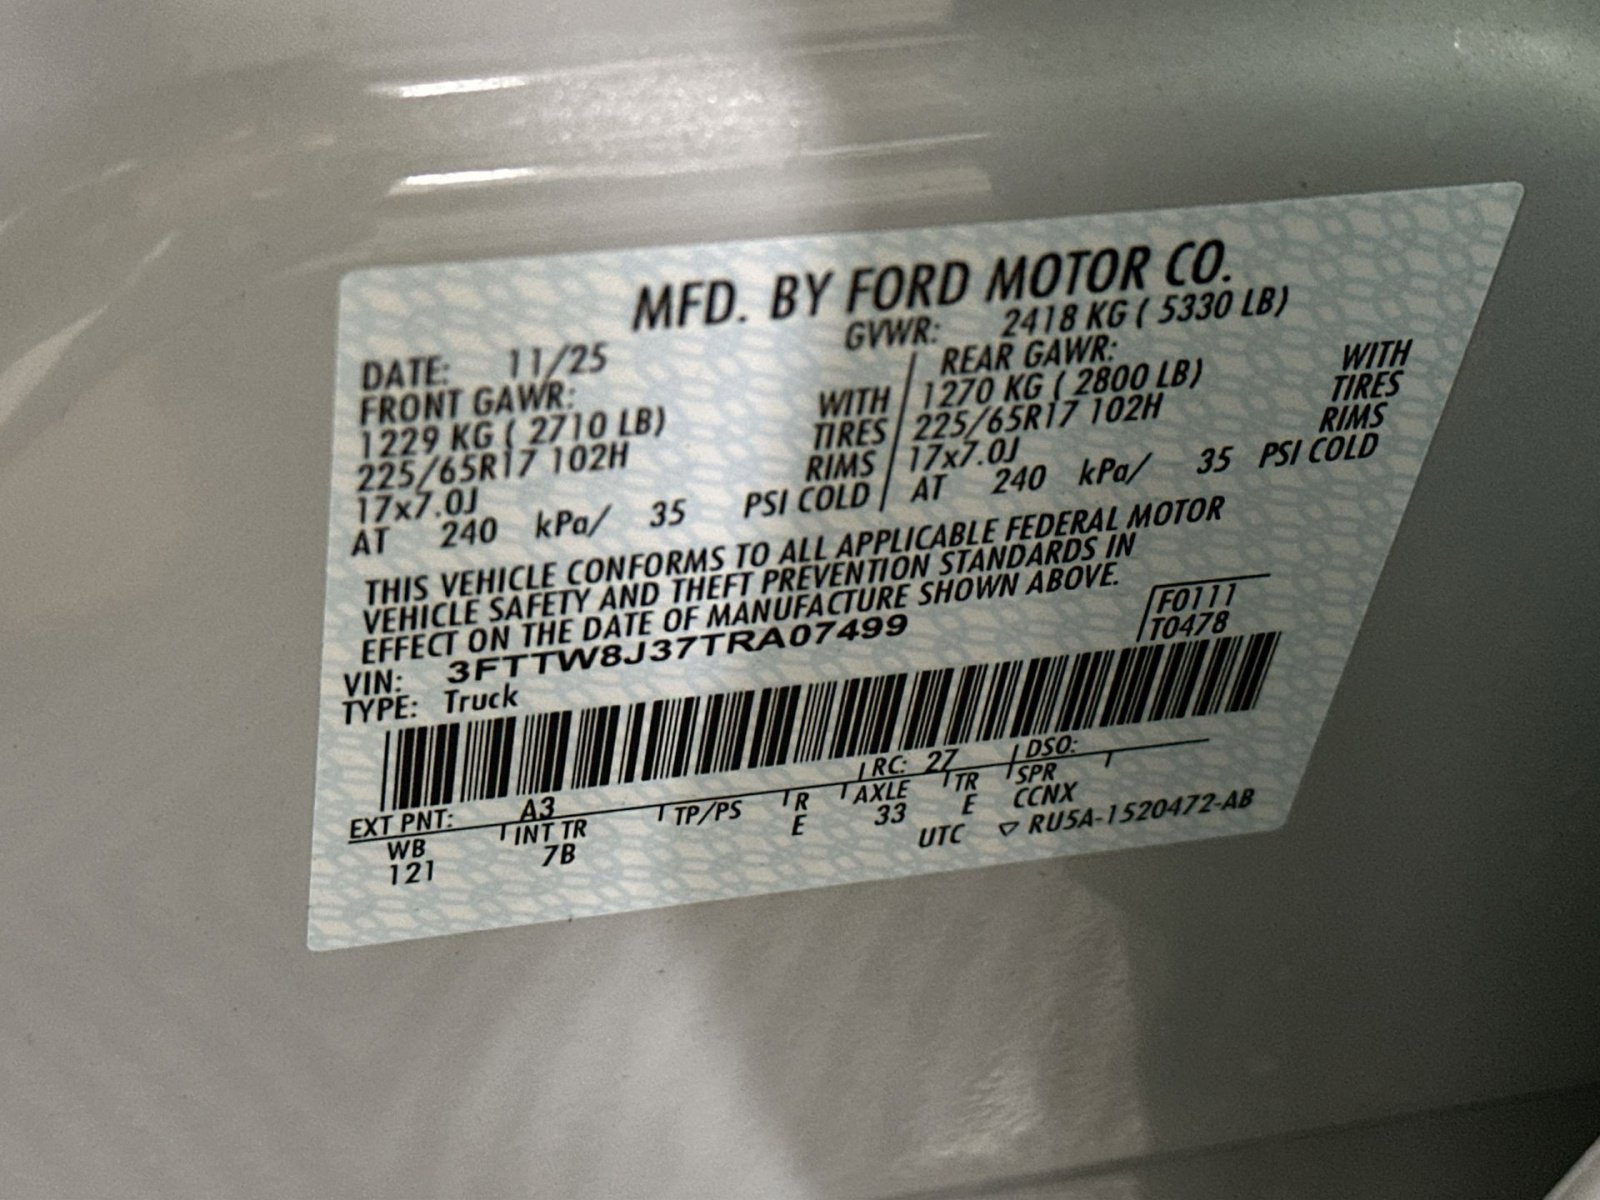 MFD. BY FORD MOTOR CO.
DATE: 11/25 GVWR: 2418 KG ( 5330 LB)
FRONT GAWR: REAR GAWR:
1229 KG ( 2710 LB) WITH 1270 KG ( 2800 LB) WITH
225/65R17 102H TIRES 225/65R17 102H TIRES
17x7.0J RIMS 17x7.0J RIMS
AT 240 kPa/ 35 PSI COLD AT 240 kPa/ 35 PSI COLD
THIS VEHICLE CONFORMS TO ALL APPLICABLE FEDERAL MOTOR
VEHICLE SAFETY AND THEFT PREVENTION STANDARDS IN
EFFECT ON THE DATE OF MANUFACTURE SHOWN ABOVE.
F0111
VIN: 3FTTW8J37TRA07499 T0478
TYPE: Truck
EXT PNT: A3 RC: 27 DSO:
WB INT TR TP/PS R AXLE TR SPR
121 7B E 33 E CCNX
UTC ▽ RU5A-1520472-AB